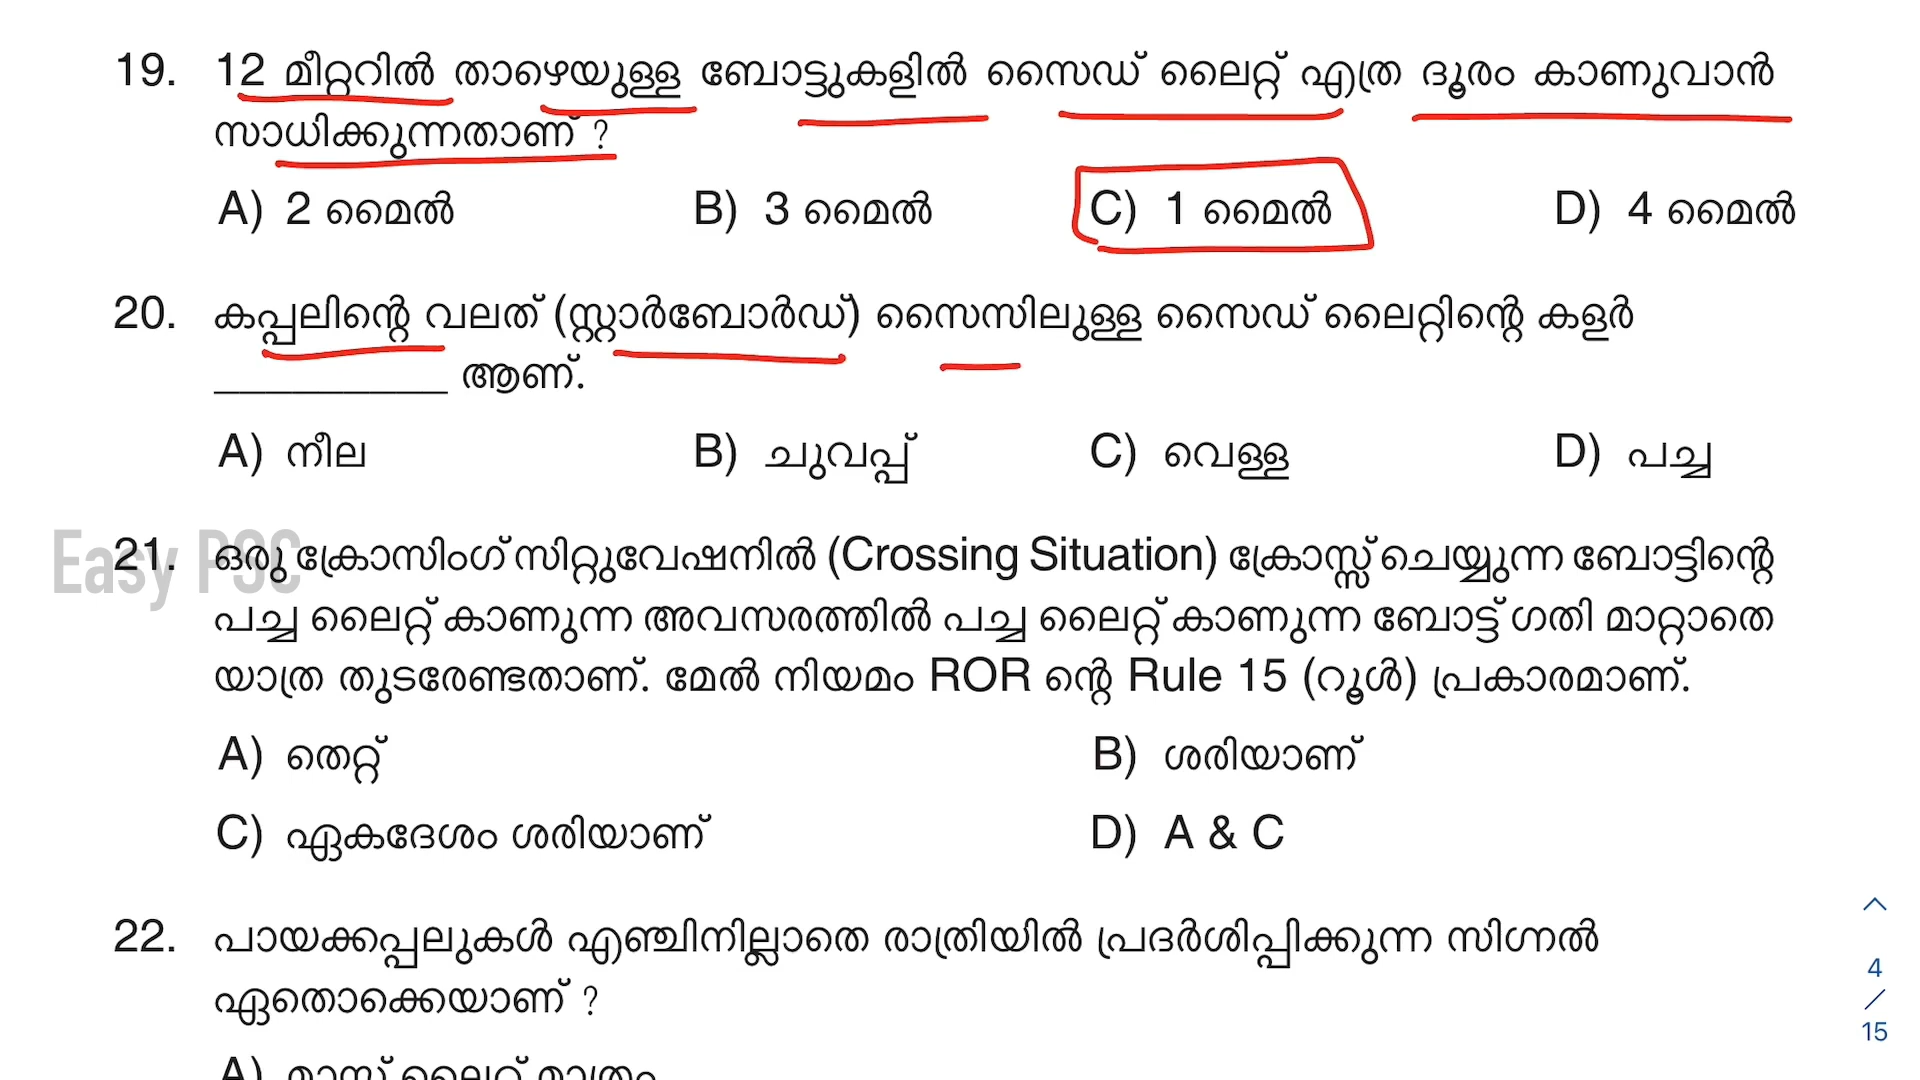 19. 12 മീറ്ററിൽ താഴെയുള്ള ബോട്ടുകളിൽ സൈഡ് ലൈറ്റ് എത്ര ദൂരം കാണുവാൻ
സാധിക്കുന്നതാണ് ?
A) 2 മൈൽ B) 3 മൈൽ C) 1 മൈൽ D) 4 മൈൽ
20. കപ്പലിന്റെ വലത് (സ്റ്റാർബോർഡ്) സൈസിലുള്ള സൈഡ് ലൈറ്റിന്റെ കളർ
__________ ആണ്.
A) നീല B) ചുവപ്പ് C) വെള്ള D) പച്ച
Easy PSC
21. ഒരു ക്രോസിംഗ് സിറ്റുവേഷനിൽ (Crossing Situation) ക്രോസ്സ് ചെയ്യുന്ന ബോട്ടിന്റെ
പച്ച ലൈറ്റ് കാണുന്ന അവസരത്തിൽ പച്ച ലൈറ്റ് കാണുന്ന ബോട്ട് ഗതി മാറ്റാതെ
യാത്ര തുടരേണ്ടതാണ്. മേൽ നിയമം ROR ന്റെ Rule 15 (റൂൾ) പ്രകാരമാണ്.
A) തെറ്റ് B) ശരിയാണ്
C) ഏകദേശം ശരിയാണ് D) A & C
22. പായക്കപ്പലുകൾ എഞ്ചിനില്ലാതെ രാത്രിയിൽ പ്രദർശിപ്പിക്കുന്ന സിഗ്നൽ
ഏതൊക്കെയാണ് ?
A) മാസ്റ്റ് ലൈറ്റ് മാത്രം
4
/
15